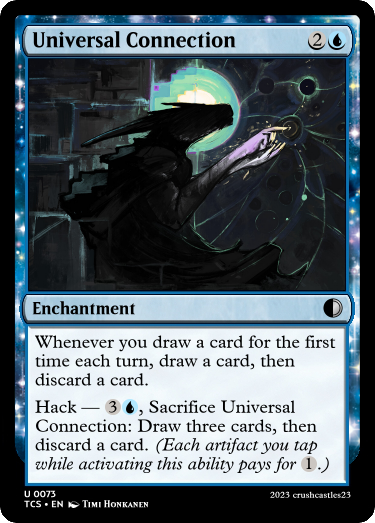 Universal Connection 2
Enchantment
Whenever you draw a card for the first
time each turn, draw a card, then
discard a card.
Hack — 3, Sacrifice Universal
Connection: Draw three cards, then
discard a card. (Each artifact you tap
while activating this ability pays for 1.)
U 0073
TCS • EN Timi Honkanen
2023 crushcastles23